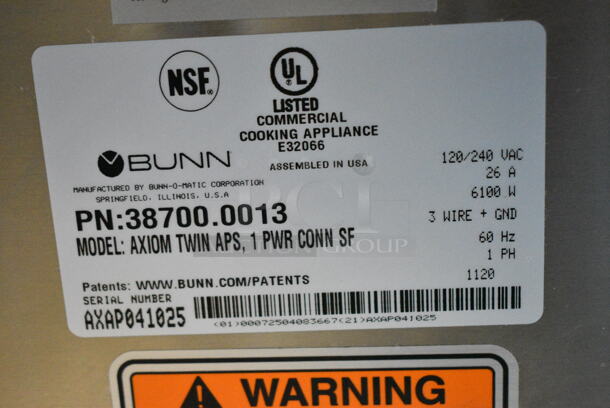 NSF®
UL
LISTED
COMMERCIAL
COOKING APPLIANCE
E32066
ASSEMBLED IN USA
BUNN®
MANUFACTURED BY BUNN-O-MATIC CORPORATION
SPRINGFIELD, ILLINOIS, U.S.A
PN:38700.0013
MODEL: AXIOM TWIN APS, 1 PWR CONN SF
120/240 VAC
26 A
6100 W
3 WIRE + GND
60 Hz
1 PH
1120
Patents: WWW.BUNN.COM/PATENTS
SERIAL NUMBER
AXAP041025
(01)00072504083667(21)AXAP041025
WARNING